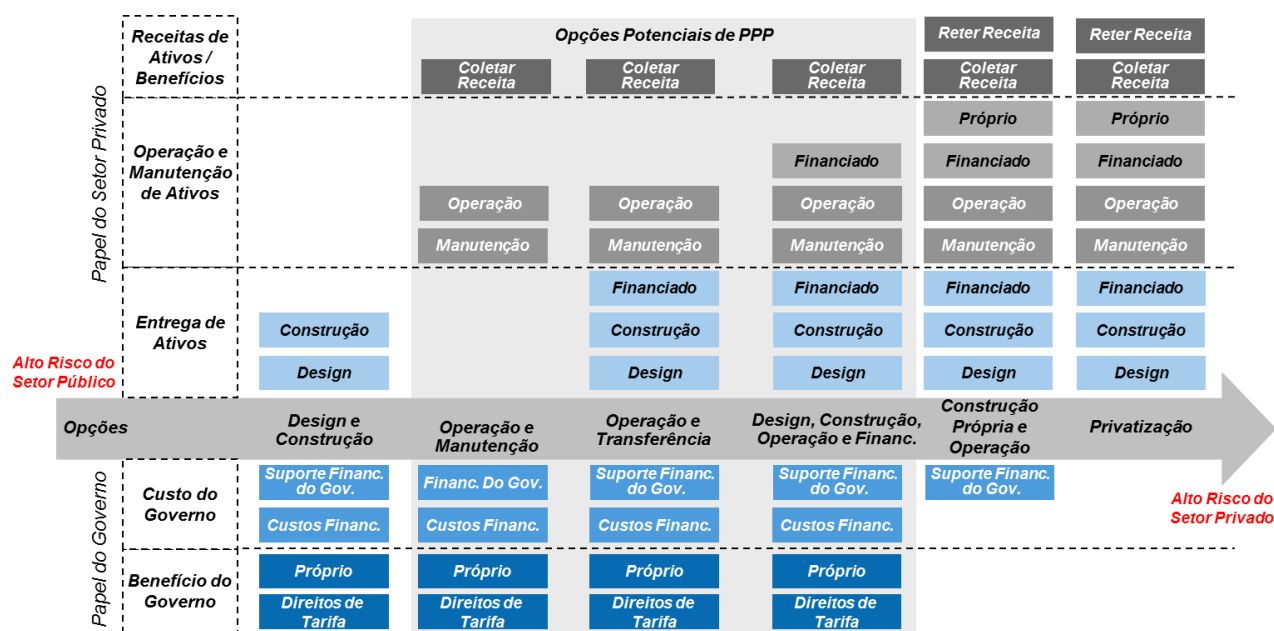 Receitas de
Ativos /
Benefícios
Opções Potenciais de PPP
Reter Receita
Reter Receita
Coletar
Receita
Coletar
Receita
Coletar
Receita
Coletar
Receita
Coletar
Receita
Papel do Setor Privado
Operação e
Manutenção
de Ativos
Próprio
Próprio
Financiado
Financiado
Financiado
Operação
Operação
Operação
Operação
Operação
Manutenção
Manutenção
Manutenção
Manutenção
Manutenção
Entrega de
Ativos
Financiado
Financiado
Financiado
Financiado
Construção
Construção
Construção
Construção
Construção
Design
Design
Design
Design
Design
Alto Risco do
Setor Público
Opções
Design e
Construção
Operação e
Manutenção
Operação e
Transferência
Design, Construção,
Operação e Financ.
Construção
Própria e
Operação
Privatização
Papel do Governo
Custo do
Governo
Suporte Financ.
do Gov.
Financ. Do Gov.
Suporte Financ.
do Gov.
Suporte Financ.
do Gov.
Suporte Financ.
do Gov.
Custos Financ.
Custos Financ.
Custos Financ.
Custos Financ.
Alto Risco do
Setor Privado
Benefício do
Governo
Próprio
Próprio
Próprio
Próprio
Direitos de
Tarifa
Direitos de
Tarifa
Direitos de
Tarifa
Direitos de
Tarifa